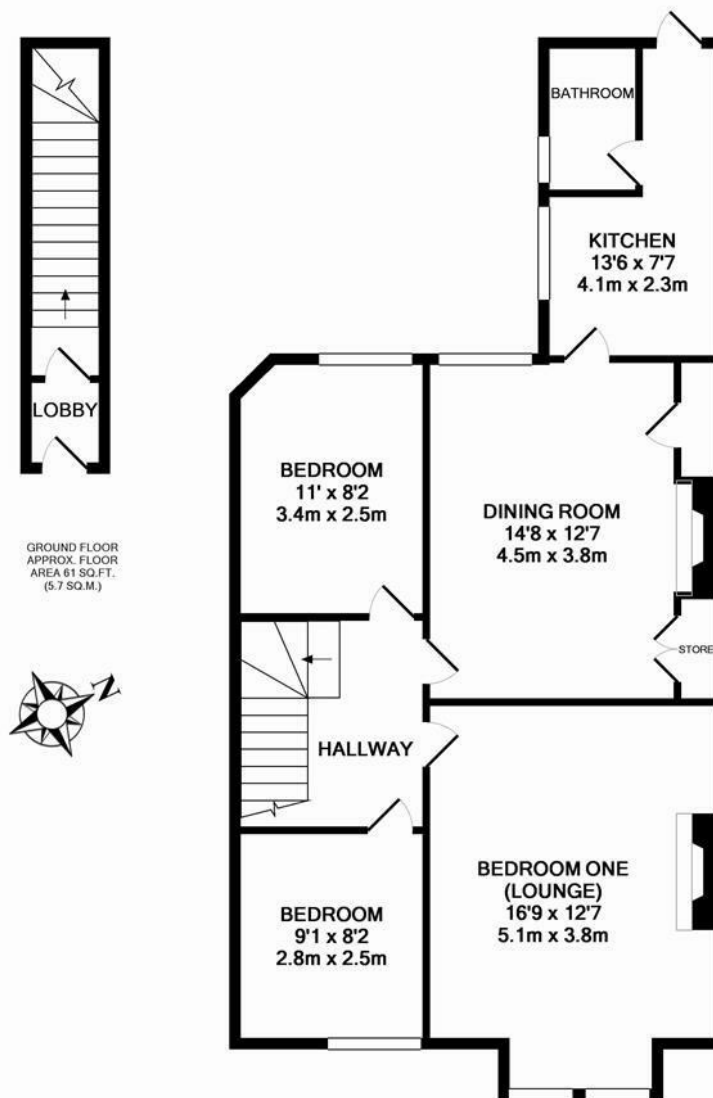 BATHROOM
KITCHEN
13'6 x 7'7
4.1m x 2.3m
LOBBY
BEDROOM
11' x 8'2
3.4m x 2.5m
DINING ROOM
14'8 x 12'7
4.5m x 3.8m
GROUND FLOOR
APPROX. FLOOR
AREA 61 SQ.FT.
(5.7 SQ.M.)
STORE
N
HALLWAY
BEDROOM ONE
(LOUNGE)
16'9 x 12'7
5.1m x 3.8m
BEDROOM
9'1 x 8'2
2.8m x 2.5m